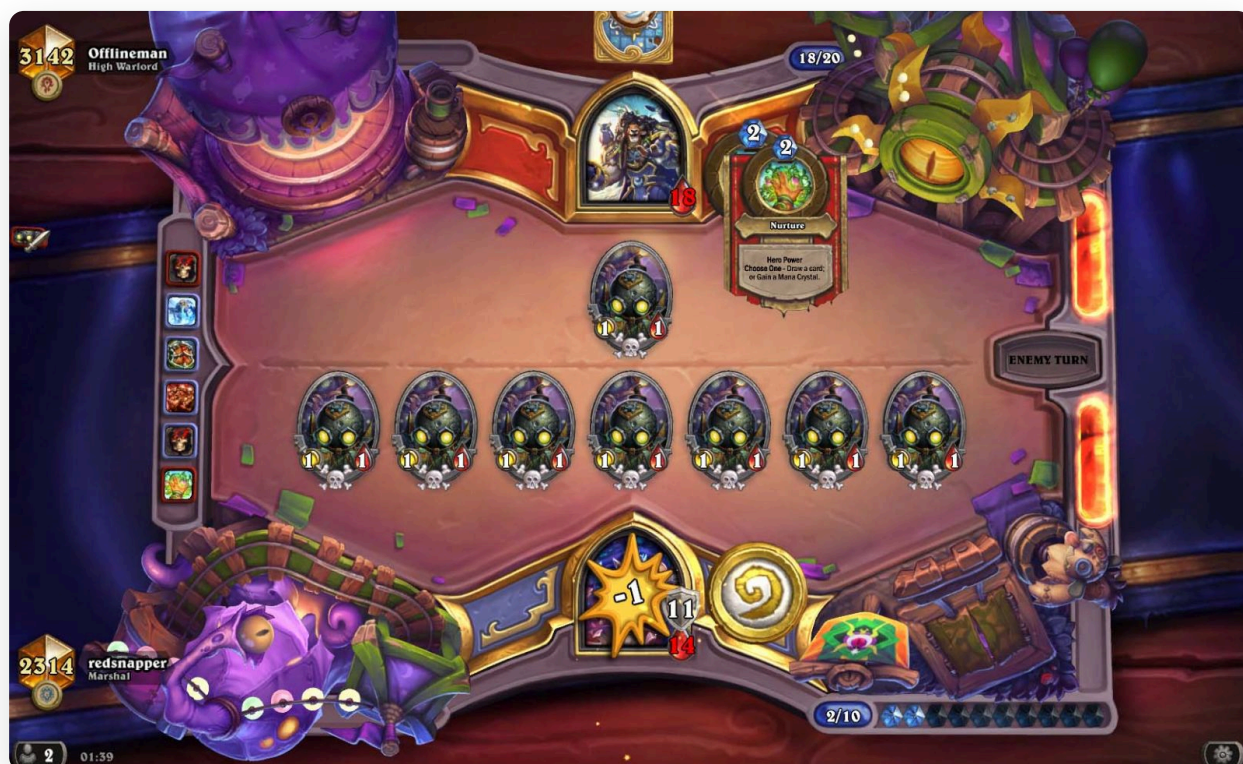 3142
Offlineman
High Warlord
18/20
2
2
18
Nurture
Hero Power
Choose One - Draw a card;
or Gain a Mana Crystal.
1 1
ENEMY TURN
1 1 1 1 1 1 1 1 1 1 1 1 1 1
-1
11
14
2314
redsnapper
Marshal
2/10
2
01:39